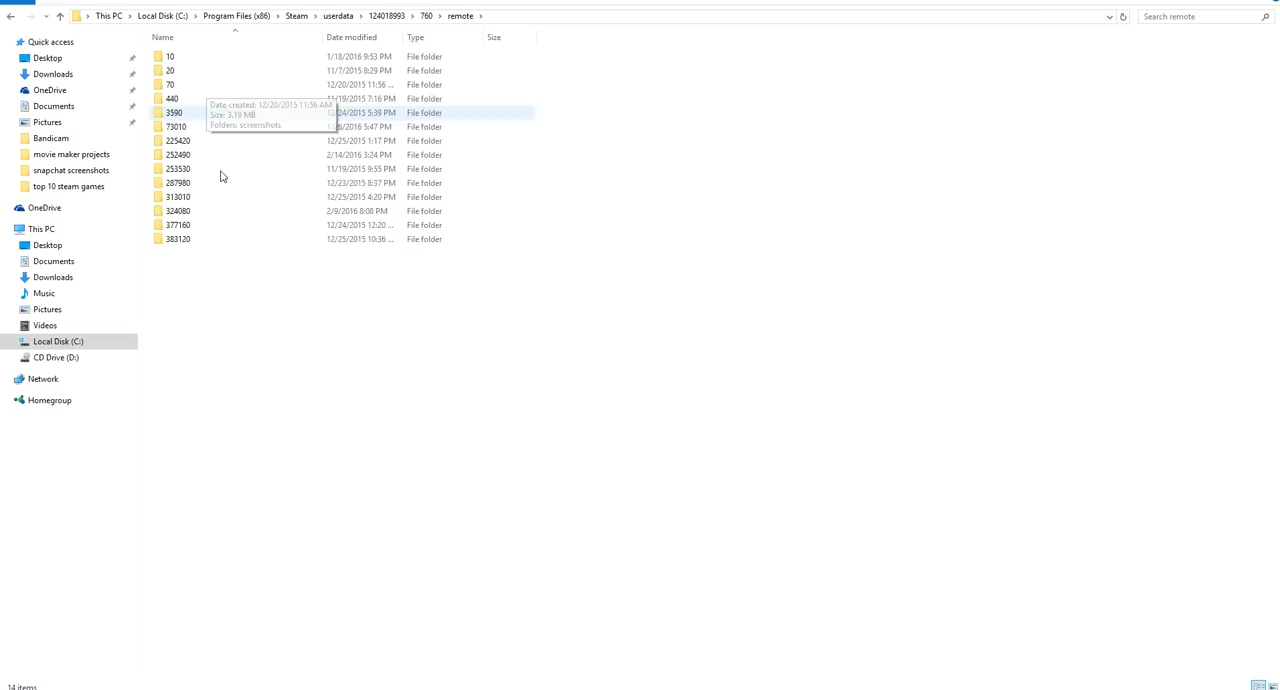 This PC > Local Disk (C:) > Program Files (x86) > Steam > userdata > 124018993 > 760 > remote >
Search remote
Quick access
Desktop
Downloads
OneDrive
Documents
Pictures
Bandicam
movie maker projects
snapchat screenshots
top 10 steam games
OneDrive
This PC
Desktop
Documents
Downloads
Music
Pictures
Videos
Local Disk (C:)
CD Drive (D:)
Network
Homegroup
Name Date modified Type Size
10 1/18/2016 9:53 PM File folder
20 11/7/2015 8:29 PM File folder
70 12/20/2015 11:56 ... File folder
440 11/19/2015 7:16 PM File folder
3590 12/24/2015 5:39 PM File folder
73010 1/26/2016 5:47 PM File folder
225420 12/25/2015 1:17 PM File folder
252490 2/14/2016 3:24 PM File folder
253530 11/19/2015 9:55 PM File folder
287980 12/23/2015 8:37 PM File folder
313010 12/25/2015 4:20 PM File folder
324080 2/9/2016 8:08 PM File folder
377160 12/24/2015 12:20 ... File folder
383120 12/25/2015 10:36 ... File folder
Date created: 12/20/2015 11:56 AM
Size: 3.19 MB
Folders: screenshots
14 items